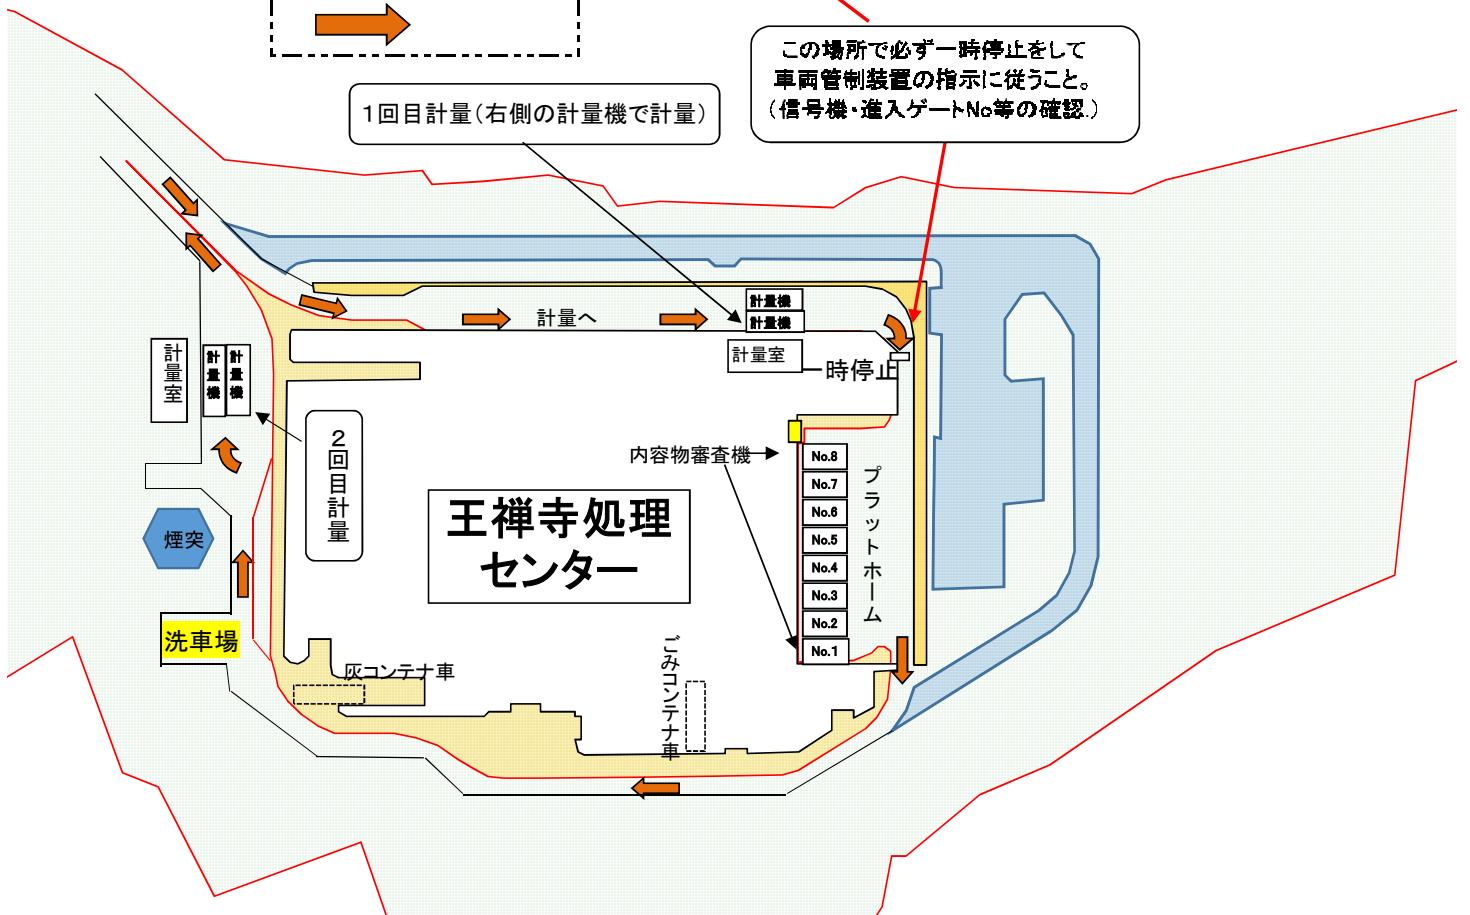 この場所で必ず一時停止をして
車両管制装置の指示に従うこと。
(信号機・進入ゲートNo等の確認.)
1回目計量(右側の計量機で計量)
計量機
計量機
計量へ
計量室
一時停止
計量室
計量機
計量機
2回目計量
内容物審査機
No.8
No.7
No.6
No.5
No.4
No.3
No.2
No.1
プラットホーム
王禅寺処理
センター
煙突
洗車場
灰コンテナ車
ごみコンテナ車